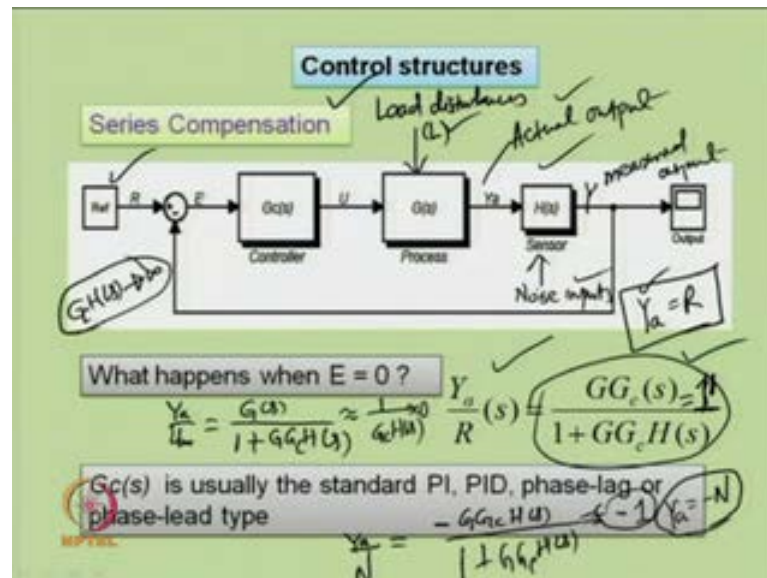 Control structures
Series Compensation
Load disturbances
(L)
Actual output
measured
output
Ref
R
E
Gc(s)
U
G(s)
Ya
H(s)
Y
Controller
Process
Sensor
Output
Noise inputs
GcH(s)→∞
Ya = R
What happens when E = 0 ?
Ya/L = G(s)/(1+GGcH(s)) ≈ 1/GcH(s) →0
Ya/R (s) = GGc(s)/(1+GGcH(s)) = 1
Gc(s) is usually the standard PI, PID, phase-lag or
phase-lead type
Ya/N = -GGcH(s)/(1+GGcH(s)) ≈ -1
Ya = -N